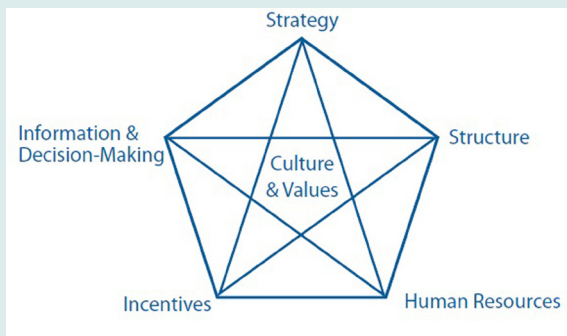 Strategy
Information &
Decision-Making
Structure
Culture
& Values
Incentives
Human Resources